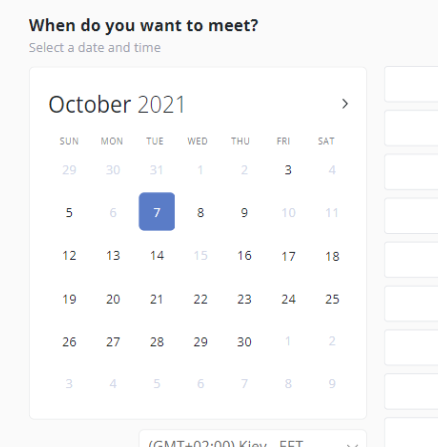 When do you want to meet?
Select a date and time
October 2021
SUN MON TUE WED THU FRI SAT
29 30 31 1 2 3 4
5 6 7 8 9 10 11
12 13 14 15 16 17 18
19 20 21 22 23 24 25
26 27 28 29 30 1 2
3 4 5 6 7 8 9
(GMT+02:00) Kiev - EET